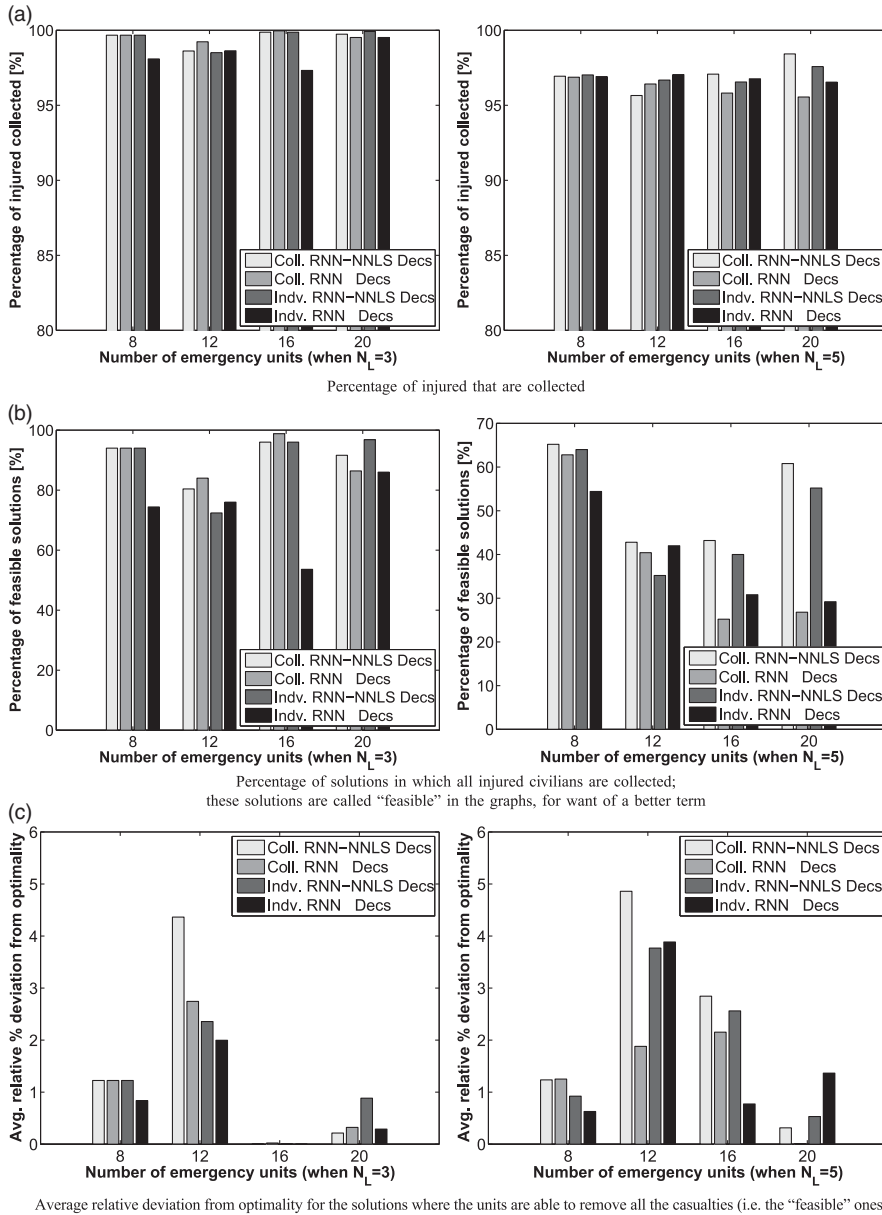 (a)
100
95
90
85
80
Percentage of injured collected [%]
Coll. RNN−NNLS Decs
Coll. RNN Decs
Indv. RNN−NNLS Decs
Indv. RNN Decs
8 12 16 20
Number of emergency units (when N_L=3)
100
95
90
85
80
Percentage of injured collected [%]
Coll. RNN−NNLS Decs
Coll. RNN Decs
Indv. RNN−NNLS Decs
Indv. RNN Decs
8 12 16 20
Number of emergency units (when N_L=5)
Percentage of injured that are collected
(b)
100
80
60
40
20
0
Percentage of feasible solutions [%]
Coll. RNN−NNLS Decs
Coll. RNN Decs
Indv. RNN−NNLS Decs
Indv. RNN Decs
8 12 16 20
Number of emergency units (when N_L=3)
70
60
50
40
30
20
10
0
Percentage of feasible solutions [%]
Coll. RNN−NNLS Decs
Coll. RNN Decs
Indv. RNN−NNLS Decs
Indv. RNN Decs
8 12 16 20
Number of emergency units (when N_L=5)
Percentage of solutions in which all injured civilians are collected;
these solutions are called “feasible” in the graphs, for want of a better term
(c)
6
5
4
3
2
1
0
Avg. relative % deviation from optimality
Coll. RNN−NNLS Decs
Coll. RNN Decs
Indv. RNN−NNLS Decs
Indv. RNN Decs
8 12 16 20
Number of emergency units (when N_L=3)
6
5
4
3
2
1
0
Avg. relative % deviation from optimality
Coll. RNN−NNLS Decs
Coll. RNN Decs
Indv. RNN−NNLS Decs
Indv. RNN Decs
8 12 16 20
Number of emergency units (when N_L=5)
Average relative deviation from optimality for the solutions where the units are able to remove all the casualties (i.e. the “feasible” ones